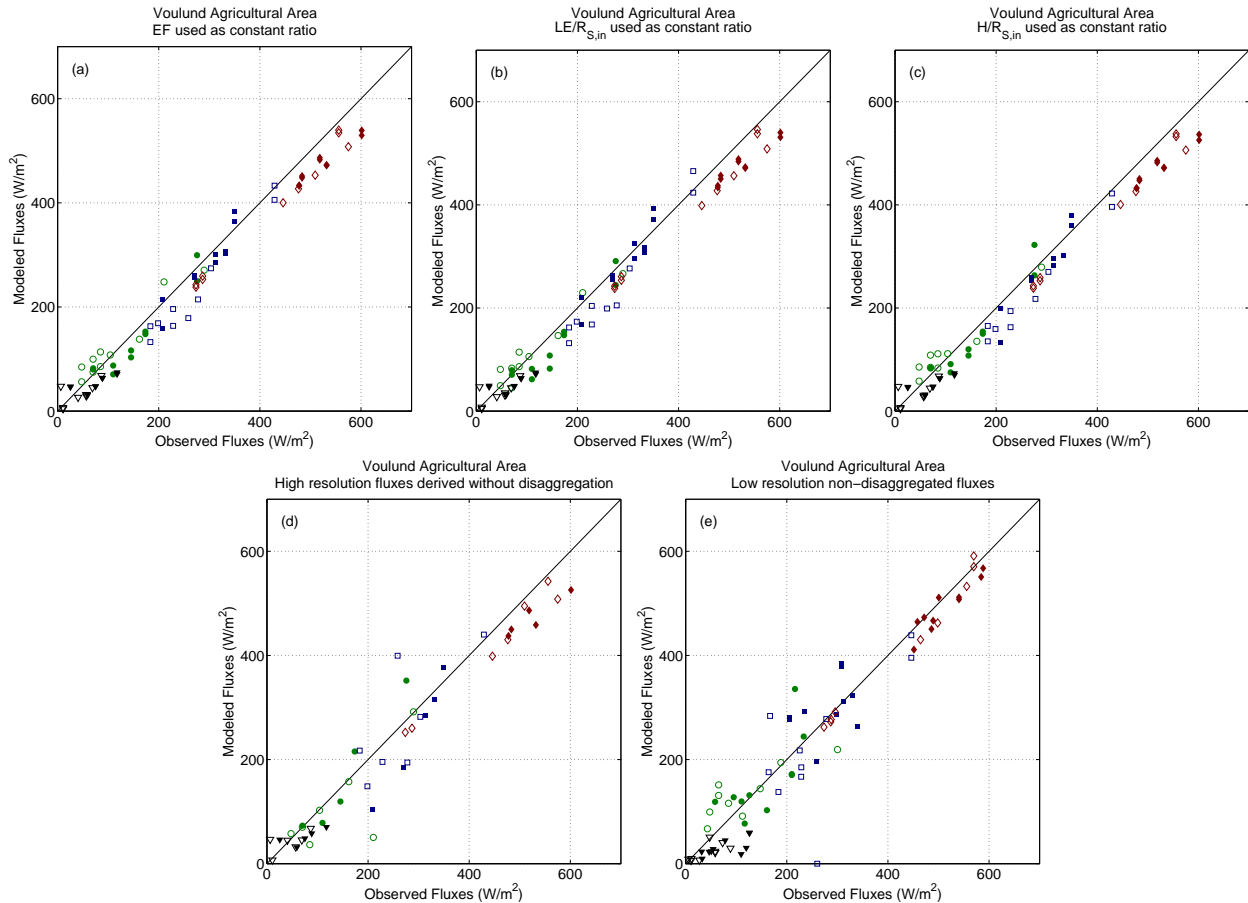 Voulund Agricultural Area
EF used as constant ratio
(a)
Modeled Fluxes (W/m²)
600
400
200
0
0
200
400
600
Observed Fluxes (W/m²)
Voulund Agricultural Area
LE/R_S,in used as constant ratio
(b)
Modeled Fluxes (W/m²)
600
400
200
0
0
200
400
600
Observed Fluxes (W/m²)
Voulund Agricultural Area
H/R_S,in used as constant ratio
(c)
Modeled Fluxes (W/m²)
600
400
200
0
0
200
400
600
Observed Fluxes (W/m²)
Voulund Agricultural Area
High resolution fluxes derived without disaggregation
(d)
Modeled Fluxes (W/m²)
600
400
200
0
0
200
400
600
Observed Fluxes (W/m²)
Voulund Agricultural Area
Low resolution non−disaggregated fluxes
(e)
Modeled Fluxes (W/m²)
600
400
200
0
0
200
400
600
Observed Fluxes (W/m²)